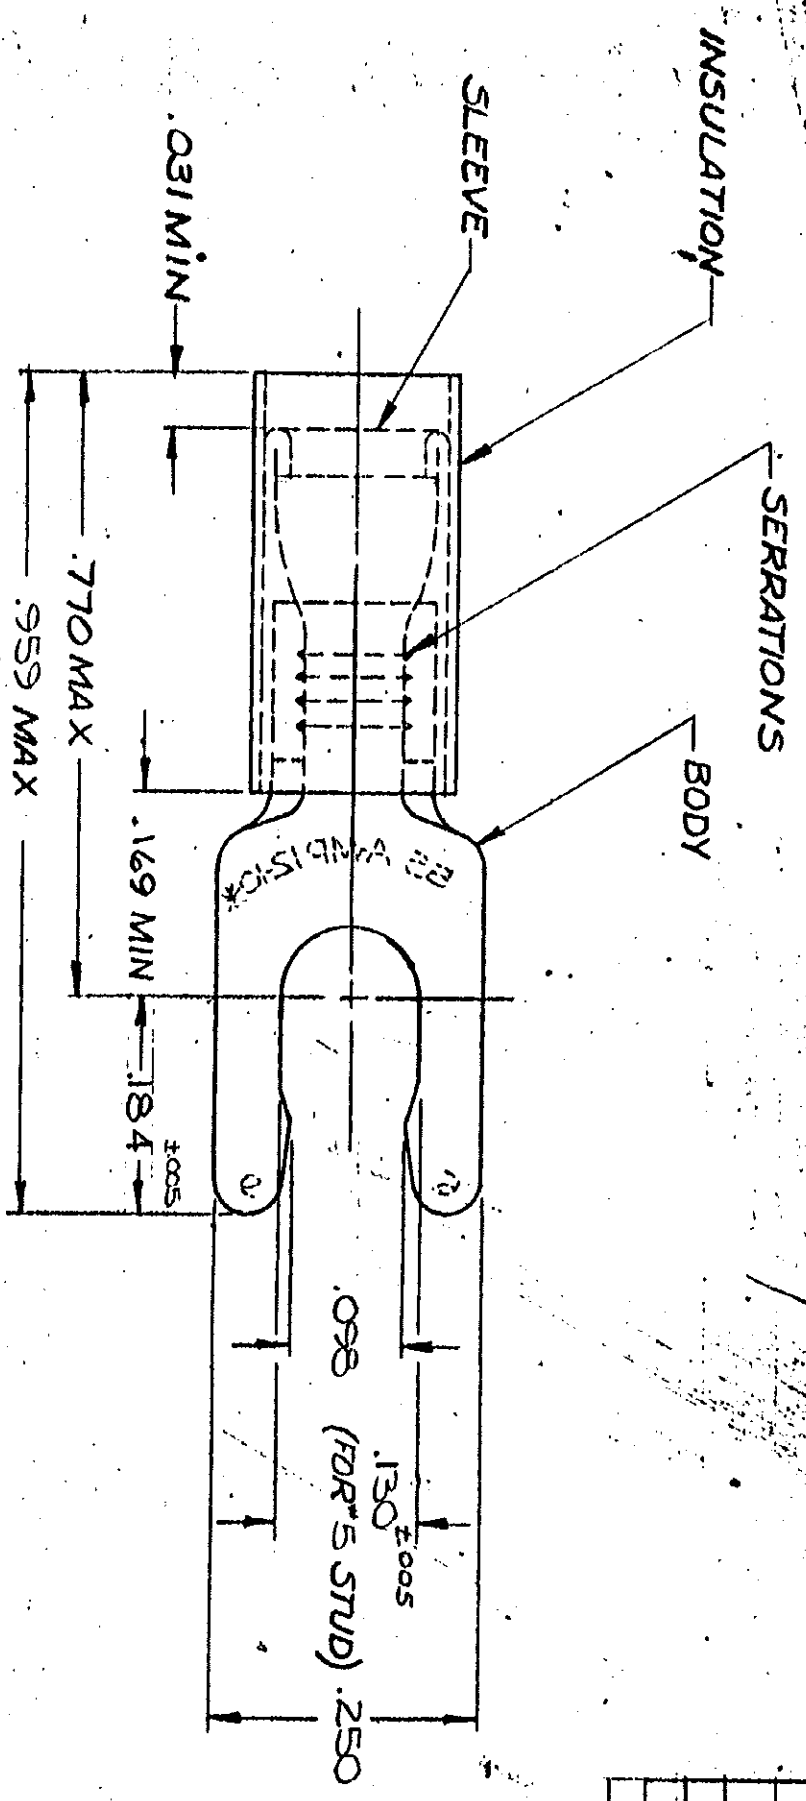 INSULATION
SLEEVE
SERRATIONS
BODY
.031 MIN
.770 MAX
.959 MAX
.169 MIN
.184 ±.005
.098
.130 ±.005
(FOR #5 STUD)
.250